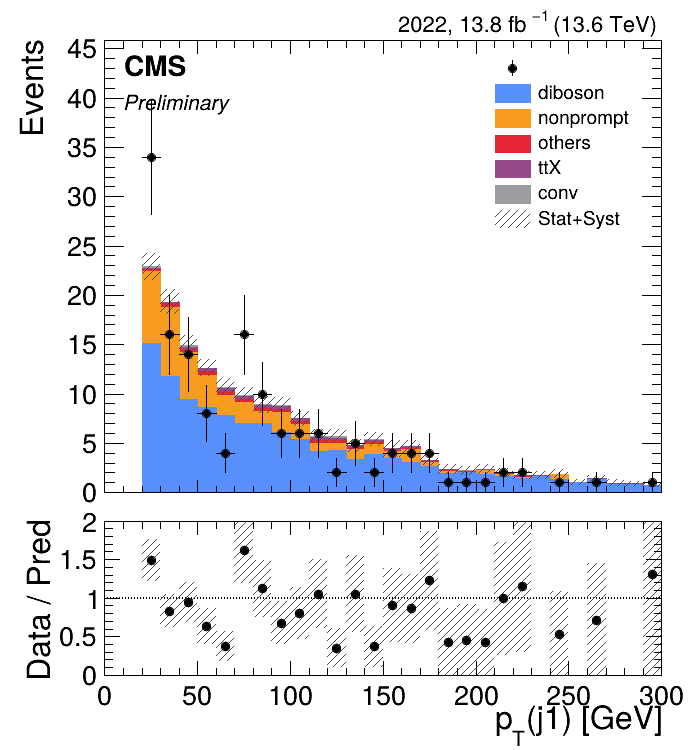 2022, 13.8 fb⁻¹ (13.6 TeV)
CMS
Preliminary
Events
45
40
35
30
25
20
15
10
5
0
diboson
nonprompt
others
ttX
conv
Stat+Syst
Data / Pred
2
1.5
1
0.5
0
0 50 100 150 200 250 300
p_T(j1) [GeV]